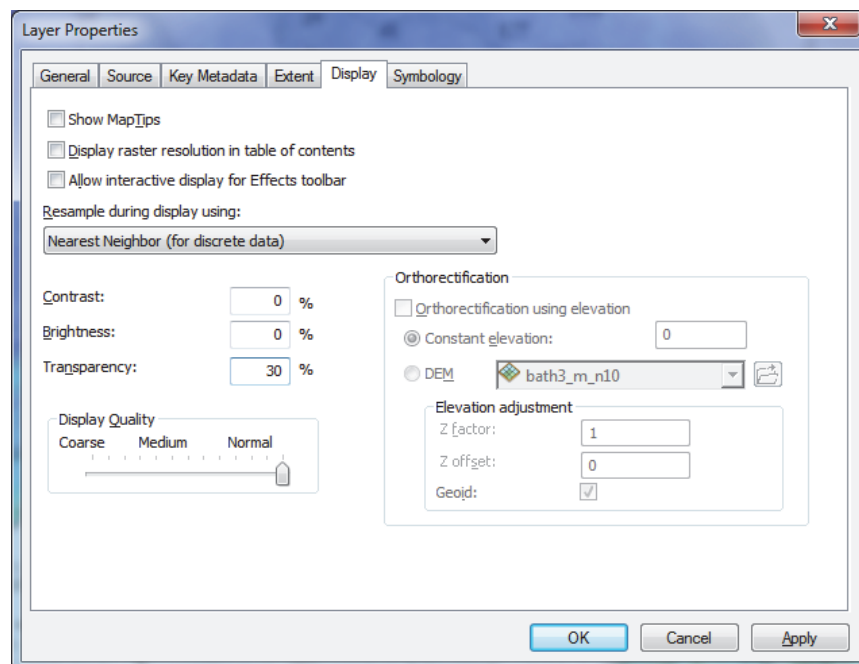 Layer Properties
General Source Key Metadata Extent Display Symbology
Show MapTips
Display raster resolution in table of contents
Allow interactive display for Effects toolbar
Resample during display using:
Nearest Neighbor (for discrete data)
Contrast: 0 %
Brightness: 0 %
Transparency: 30 %
Display Quality
Coarse Medium Normal
Orthorectification
Orthorectification using elevation
Constant elevation: 0
DEM bath3_m_n10
Elevation adjustment
Z factor: 1
Z offset: 0
Geoid:
OK Cancel Apply